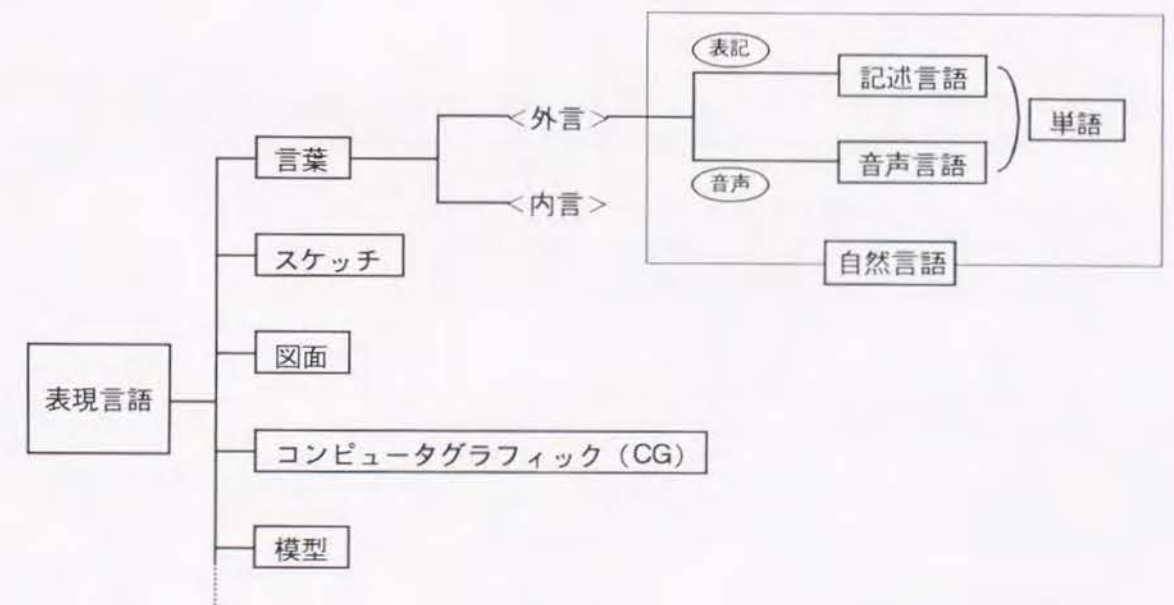 表記
記述言語
単語
<外言>
言葉
音声言語
音声
<内言>
スケッチ
自然言語
図面
表現言語
コンピュータグラフィック(CG)
模型